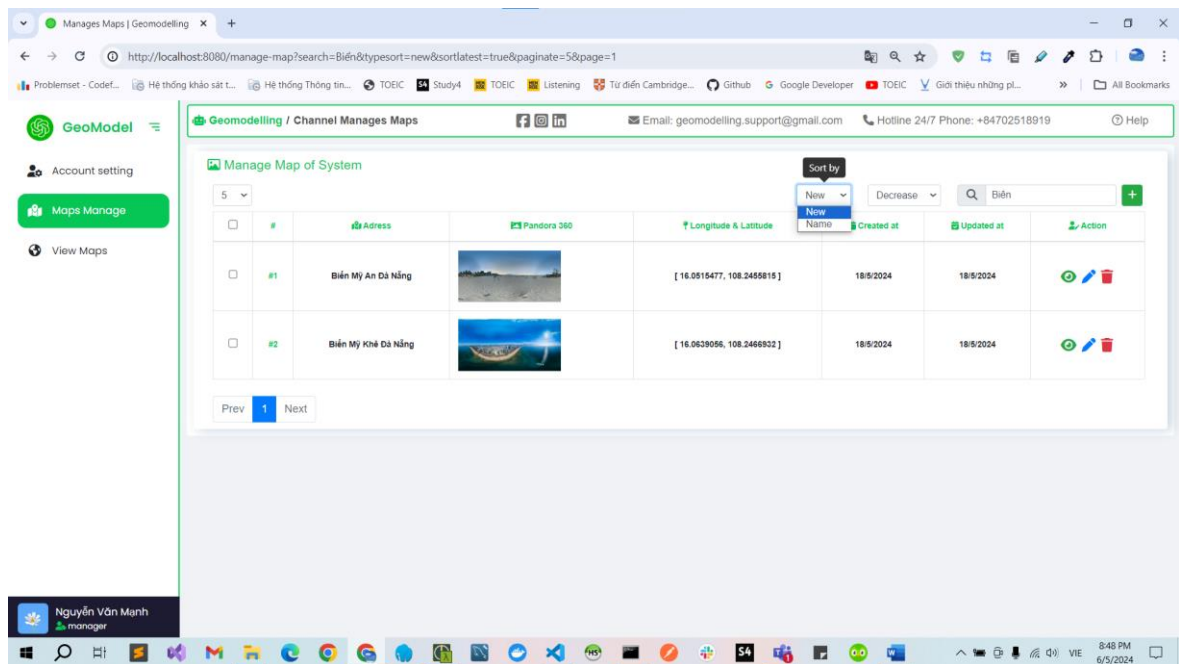 Manages Maps | Geomodelling
http://localhost:8080/manage-map?search=Biển&typesort=new&sortlatest=true&paginate=5&page=1
Problemset - Codef... Hệ thống khảo sát t... Hệ thống Thông tin... TOEIC Study4 TOEIC Listening Từ điển Cambridge... Github Google Developer TOEIC Giới thiệu những pl... » All Bookmarks
GeoModel
Geomodelling / Channel Manages Maps
Email: geomodelling.support@gmail.com
Hotline 24/7 Phone: +84702518919
Help
Account setting
Maps Manage
View Maps
Manage Map of System
Sort by
5 New Decrease Biển
New
Name
# Adress Pandora 360 Longitude & Latitude Created at Updated at Action
#1 Biển Mỹ An Đà Nẵng [ 16.0515477, 108.2455815 ] 18/5/2024 18/5/2024
#2 Biển Mỹ Khê Đà Nẵng [ 16.0639056, 108.2466932 ] 18/5/2024 18/5/2024
Prev 1 Next
Nguyễn Văn Mạnh
manager
VIE
8:48 PM
6/5/2024